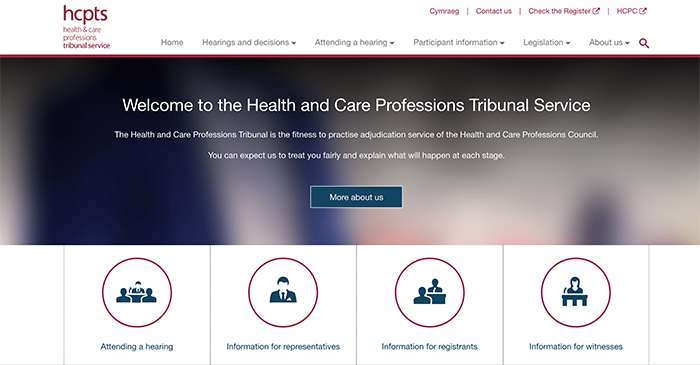 hcpts
health & care
professions
tribunal service
Cymraeg | Contact us | Check the Register | HCPC
Home Hearings and decisions Attending a hearing Participant information Legislation About us
Welcome to the Health and Care Professions Tribunal Service
The Health and Care Professions Tribunal is the fitness to practise adjudication service of the Health and Care Professions Council.
You can expect us to treat you fairly and explain what will happen at each stage.
More about us
Attending a hearing
Information for representatives
Information for registrants
Information for witnesses